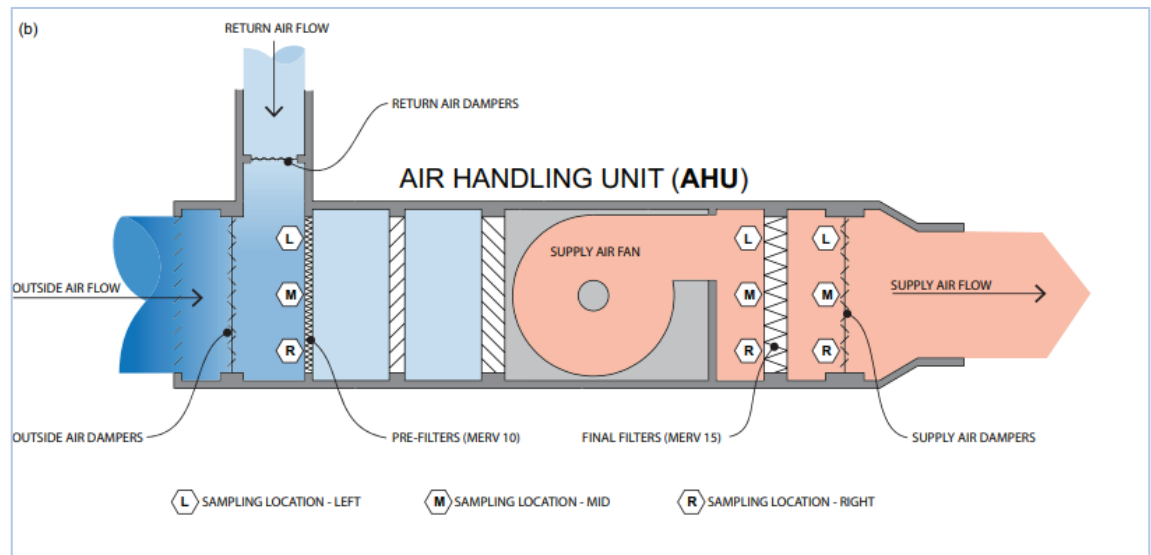 (b)
RETURN AIR FLOW
RETURN AIR DAMPERS
AIR HANDLING UNIT (AHU)
L
L
L
SUPPLY AIR FAN
OUTSIDE AIR FLOW
M
M
M
SUPPLY AIR FLOW
R
R
R
OUTSIDE AIR DAMPERS
PRE-FILTERS (MERV 10)
FINAL FILTERS (MERV 15)
SUPPLY AIR DAMPERS
L SAMPLING LOCATION - LEFT
M SAMPLING LOCATION - MID
R SAMPLING LOCATION - RIGHT